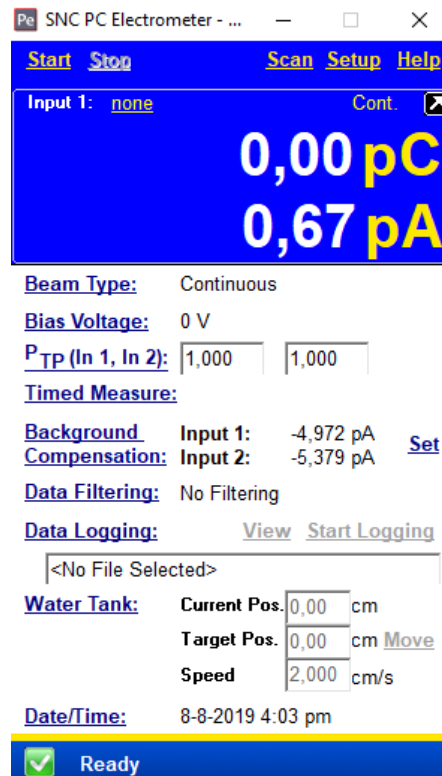 Pe SNC PC Electrometer - ...
Start Stop Scan Setup Help
Input 1: none Cont.
0,00 pC
0,67 pA
Beam Type: Continuous
Bias Voltage: 0 V
PTP (In 1, In 2): 1,000 1,000
Timed Measure:
Background Input 1: -4,972 pA Set
Compensation: Input 2: -5,379 pA
Data Filtering: No Filtering
Data Logging: View Start Logging
<No File Selected>
Water Tank: Current Pos. 0,00 cm
Target Pos. 0,00 cm Move
Speed 2,000 cm/s
Date/Time: 8-8-2019 4:03 pm
Ready